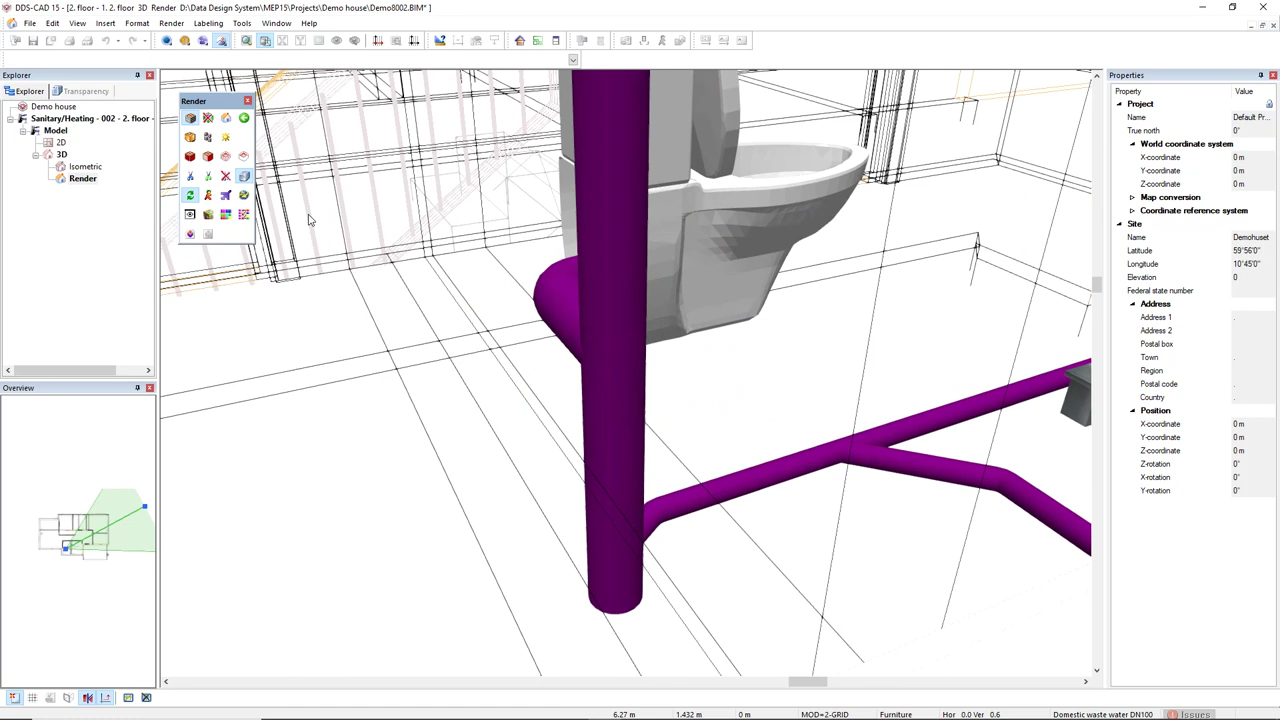 DDS-CAD 15 - [2. floor - 1. 2. floor  3D  Render  D:\Data Design System\MEP15\Projects\Demo house\Demo8002.BIM* ]
File Edit View Insert Format Render Labeling Tools Window Help
Explorer
Explorer Transparency
Demo house
Sanitary/Heating - 002 - 2. floor -
Model
2D
3D
Isometric
Render
Overview
Render
Properties
Property Value
Project
Name Default Pr...
True north 0°
World coordinate system
X-coordinate 0 m
Y-coordinate 0 m
Z-coordinate 0 m
Map conversion
Coordinate reference system
Site
Name Demohuset
Latitude 59°56'0"
Longitude 10°45'0"
Elevation 0
Federal state number
Address
Address 1 .
Address 2
Postal box
Town .
Region
Postal code .
Country .
Position
X-coordinate 0 m
Y-coordinate 0 m
Z-coordinate 0 m
Z-rotation 0°
X-rotation 0°
Y-rotation 0°
6.27 m 1.432 m 0 m MOD=2-GRID Furniture Hor 0.0 Ver 0.6 Domestic waste water DN100 Issues